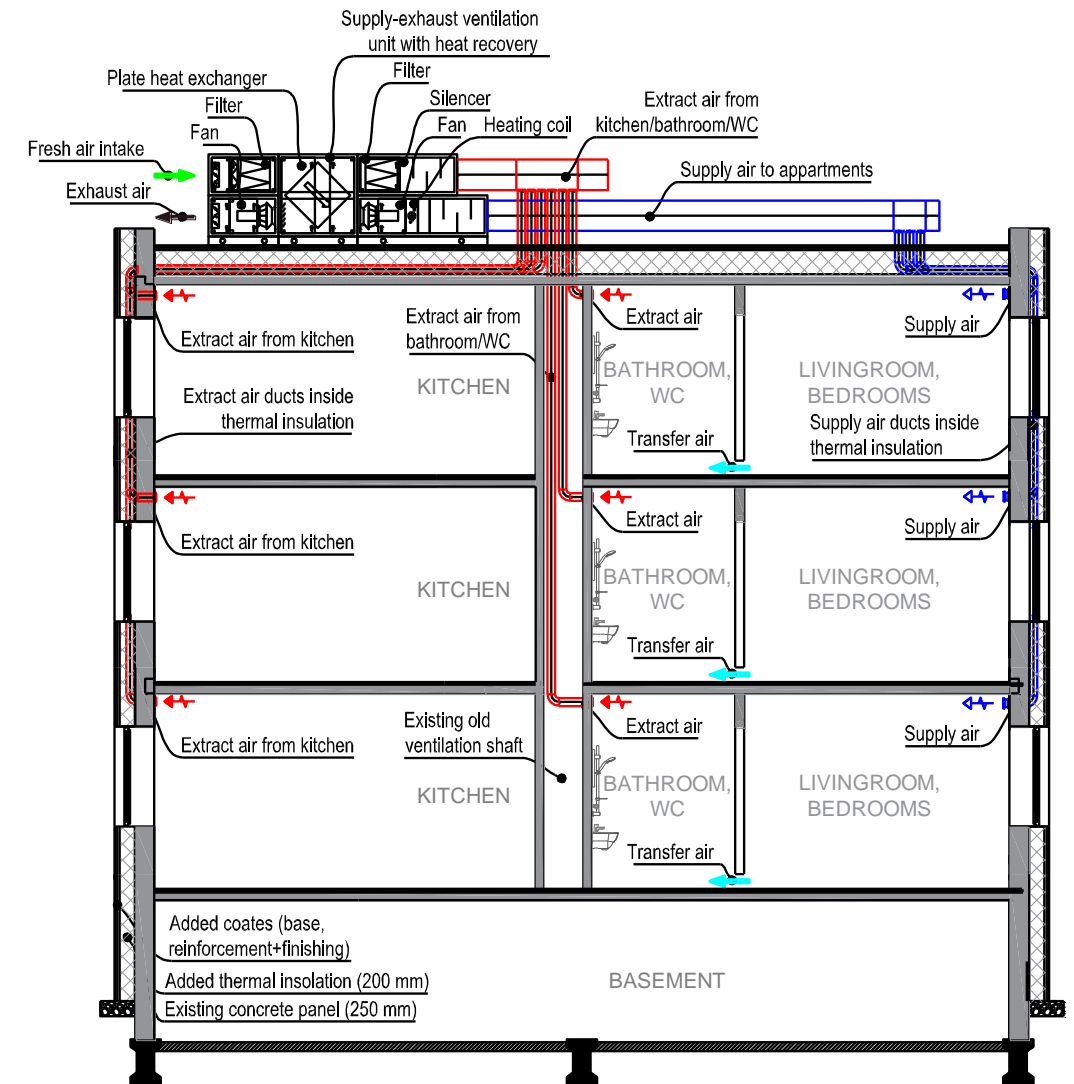 Supply-exhaust ventilation
unit with heat recovery
Plate heat exchanger
Filter
Filter
Silencer
Fan
Fan
Heating coil
Extract air from
kitchen/bathroom/WC
Fresh air intake
Exhaust air
Supply air to appartments
Extract air from kitchen
Extract air from
bathroom/WC
Extract air
Supply air
KITCHEN
BATHROOM,
WC
LIVINGROOM,
BEDROOMS
Extract air ducts inside
thermal insulation
Supply air ducts inside
thermal insulation
Transfer air
Extract air from kitchen
Extract air
Supply air
KITCHEN
BATHROOM,
WC
LIVINGROOM,
BEDROOMS
Transfer air
Extract air from kitchen
Existing old
ventilation shaft
Extract air
Supply air
KITCHEN
BATHROOM,
WC
LIVINGROOM,
BEDROOMS
Transfer air
Added coates (base,
reinforcement+finishing)
Added thermal insolation (200 mm)
Existing concrete panel (250 mm)
BASEMENT